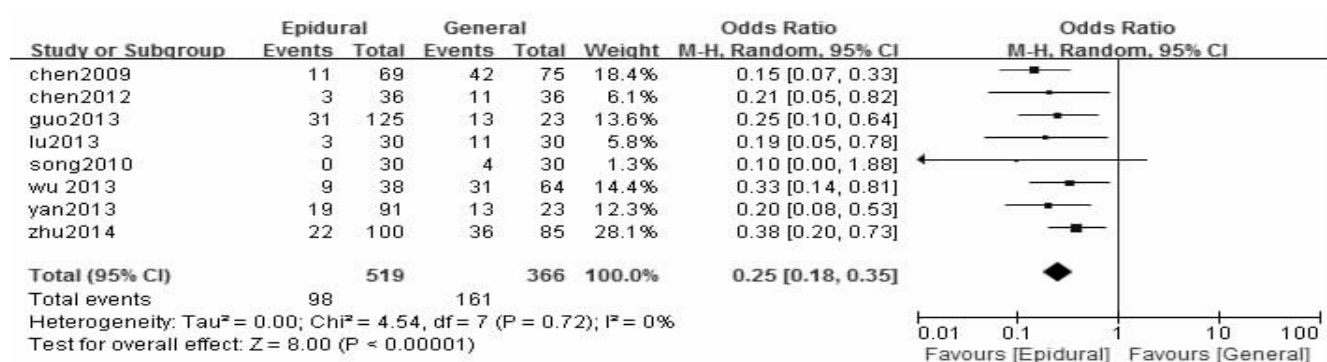 Epidural General Odds Ratio Odds Ratio
Study or Subgroup Events Total Events Total Weight M-H, Random, 95% CI M-H, Random, 95% CI
chen2009 11 69 42 75 18.4% 0.15 [0.07, 0.33]
chen2012 3 36 11 36 6.1% 0.21 [0.05, 0.82]
guo2013 31 125 13 23 13.6% 0.25 [0.10, 0.64]
lu2013 3 30 11 30 5.8% 0.19 [0.05, 0.78]
song2010 0 30 4 30 1.3% 0.10 [0.00, 1.88]
wu 2013 9 38 31 64 14.4% 0.33 [0.14, 0.81]
yan2013 19 91 13 23 12.3% 0.20 [0.08, 0.53]
zhu2014 22 100 36 85 28.1% 0.38 [0.20, 0.73]
Total (95% CI) 519 366 100.0% 0.25 [0.18, 0.35]
Total events 98 161
Heterogeneity: Tau² = 0.00; Chi² = 4.54, df = 7 (P = 0.72); I² = 0%
Test for overall effect: Z = 8.00 (P < 0.00001)
0.01 0.1 1 10 100
Favours [Epidural] Favours [General]